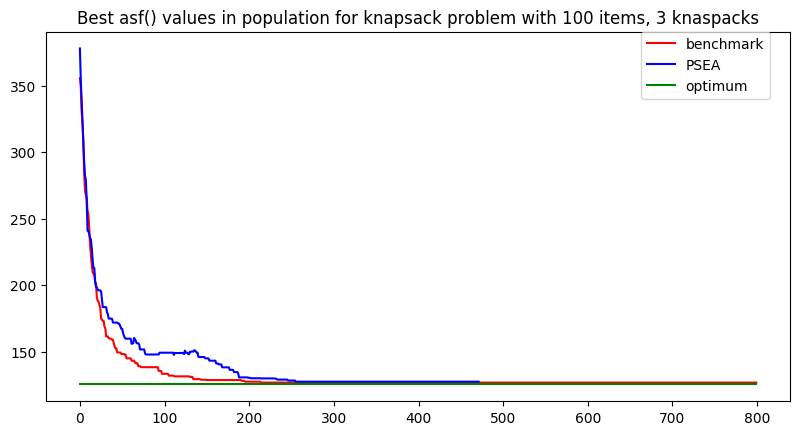 Best asf() values in population for knapsack problem with 100 items, 3 knaspacks
benchmark
PSEA
optimum
350
300
250
200
150
0 100 200 300 400 500 600 700 800